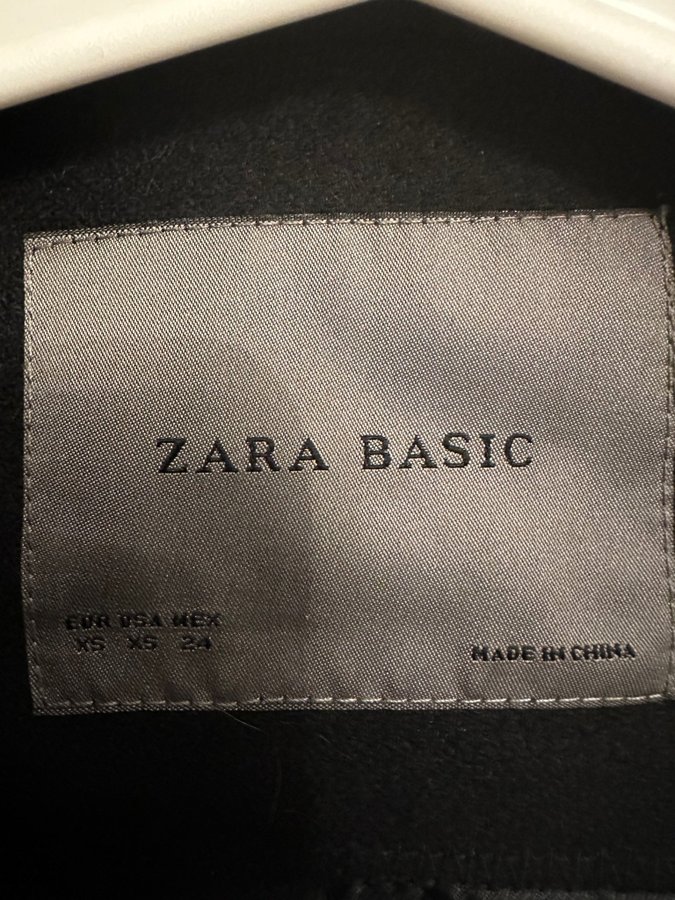 ZARA BASIC
EUR USA MEX
XS XS 24
MADE IN CHINA